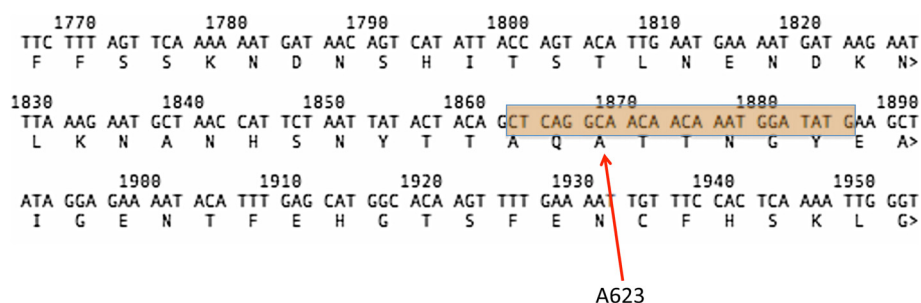 1770 1780 1790 1800 1810 1820
TTC TTT AGT TCA AAA AAT GAT AAC AGT CAT ATT ACC AGT ACA TTG AAT GAA AAT GAT AAG AAT
F F S S K N D N S H I T S T L N E N D K N>
1830 1840 1850 1860 1870 1880 1890
TTA AAG AAT GCT AAC CAT TCT AAT TAT ACT ACA GCT CAG GCA ACA ACA AAT GGA TAT GAA GCT
L K N A N H S N Y T T A Q A T T N G Y E A>
1900 1910 1920 1930 1940 1950
ATA GGA GAA AAT ACA TTT GAG CAT GGC ACA AGT TTT GAA AAT TGT TTC CAC TCA AAA TTG GGT
I G E N T F E H G T S F E N C F H S K L G>
A623